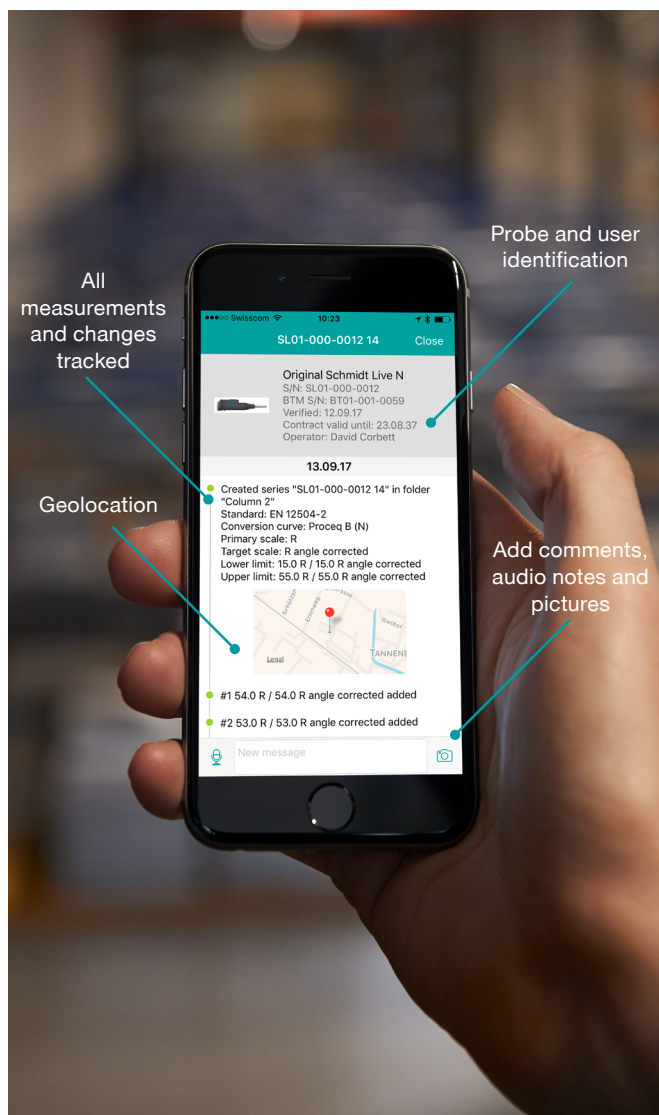 Probe and user
identification
All
measurements
and changes
tracked
Geolocation
Add comments,
audio notes and
pictures
Swisscom
10:23
SL01-000-0012 14
Close
Original Schmidt Live N
S/N: SL01-000-0012
BTM S/N: BT01-001-0059
Verified: 12.09.17
Contract valid until: 23.08.37
Operator: David Corbett
13.09.17
Created series "SL01-000-0012 14" in folder
"Column 2"
Standard: EN 12504-2
Conversion curve: Proceq B (N)
Primary scale: R
Target scale: R angle corrected
Lower limit: 15.0 R / 15.0 R angle corrected
Upper limit: 55.0 R / 55.0 R angle corrected
Erlenweg
Riethof
TANNENE
Legal
#1 54.0 R / 54.0 R angle corrected added
#2 53.0 R / 53.0 R angle corrected added
New message